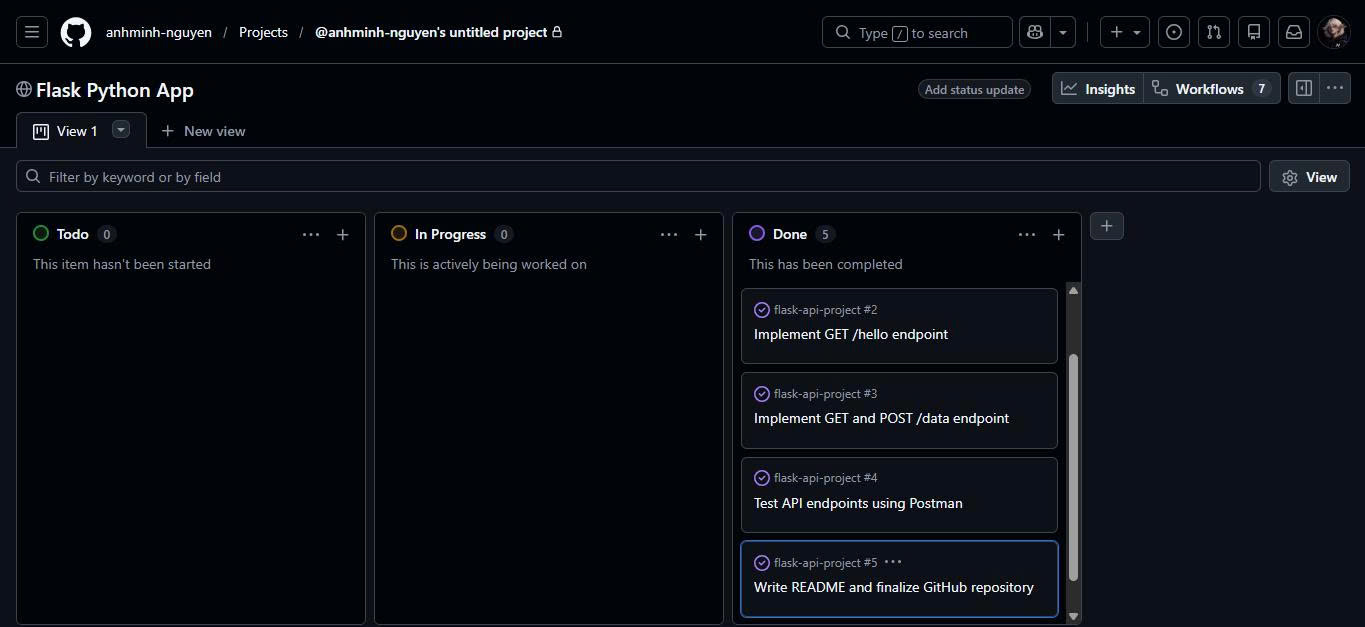 anhminh-nguyen / Projects / @anhminh-nguyen's untitled project
Type / to search
Flask Python App
Add status update
Insights
Workflows 7
View 1
New view
Filter by keyword or by field
View
Todo 0
This item hasn't been started
In Progress 0
This is actively being worked on
Done 5
This has been completed
flask-api-project #2
Implement GET /hello endpoint
flask-api-project #3
Implement GET and POST /data endpoint
flask-api-project #4
Test API endpoints using Postman
flask-api-project #5
Write README and finalize GitHub repository